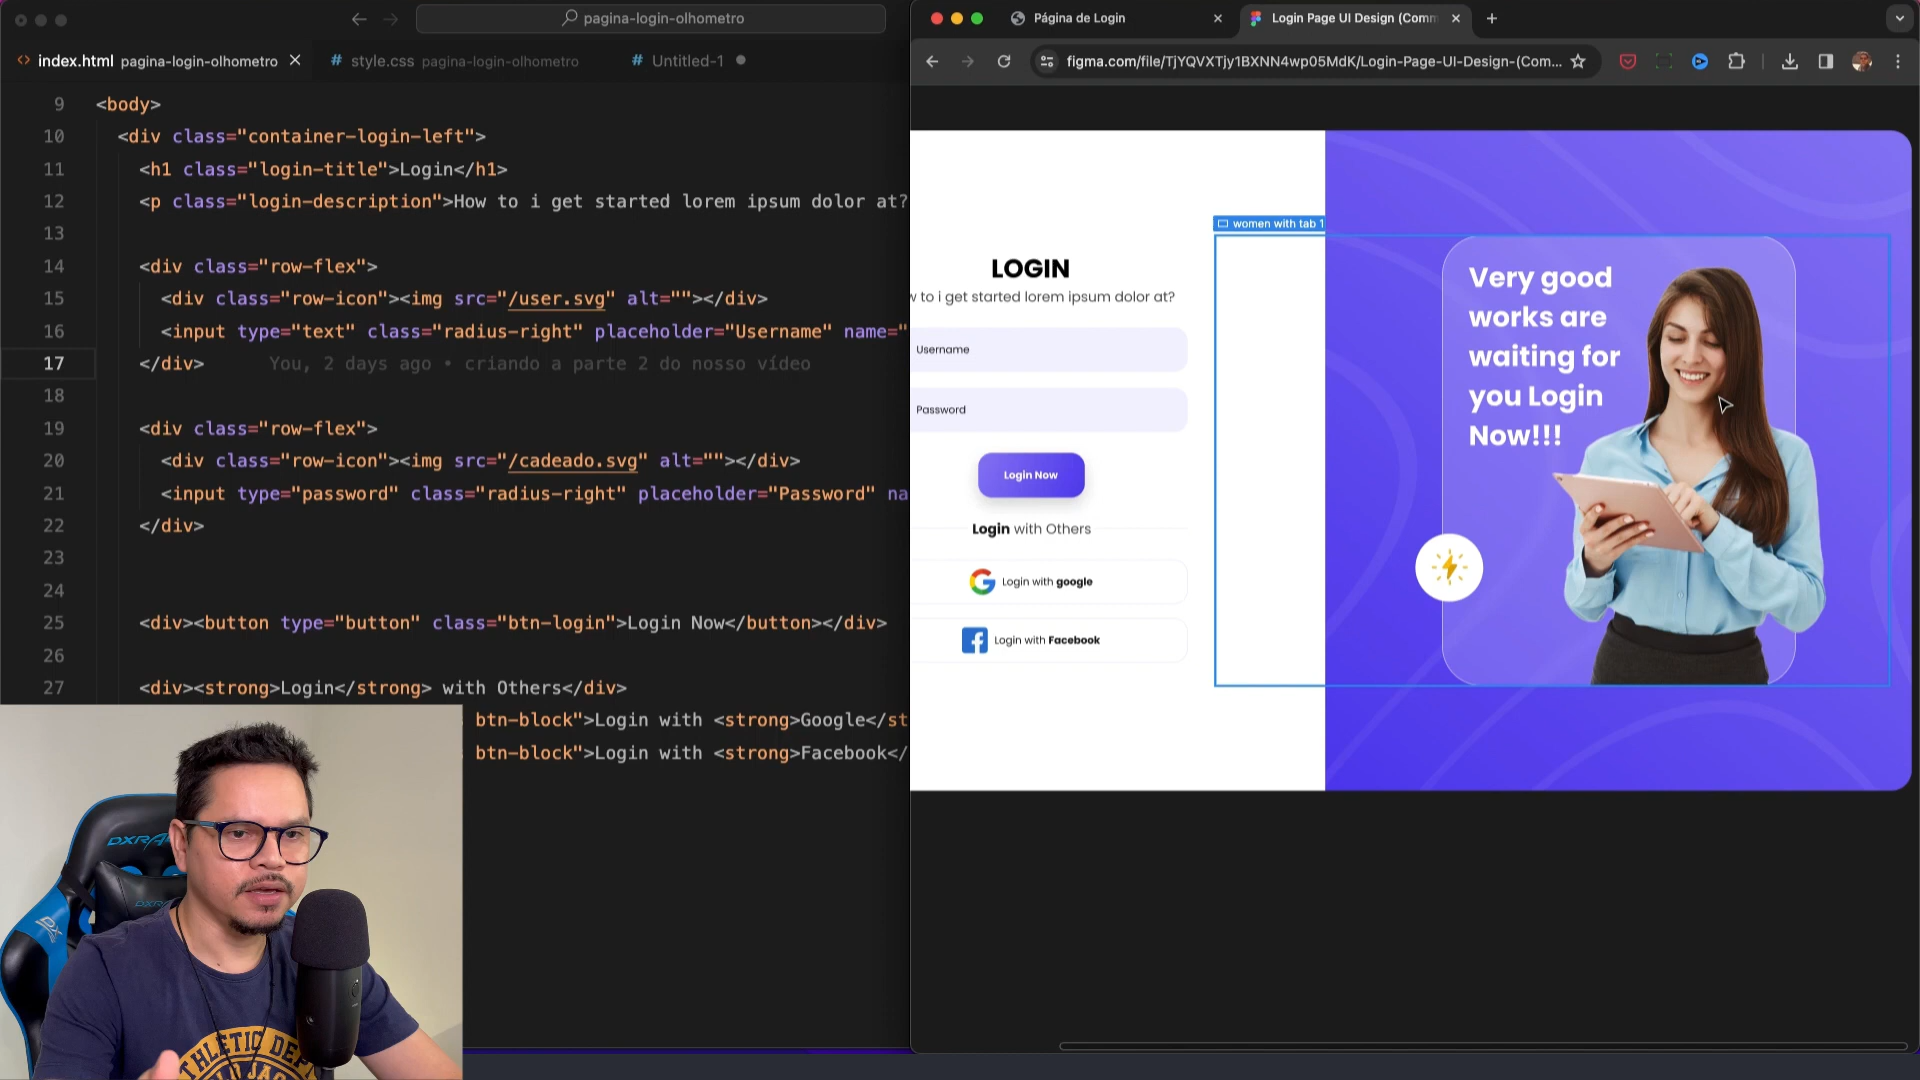 pagina-login-olhometro
index.html pagina-login-olhometro
style.css pagina-login-olhometro
Untitled-1
9 <body>
10 <div class="container-login-left">
11 <h1 class="login-title">Login</h1>
12 <p class="login-description">How to i get started lorem ipsum dolor at?
13
14 <div class="row-flex">
15 <div class="row-icon"><img src="/user.svg" alt=""></div>
16 <input type="text" class="radius-right" placeholder="Username" name="
17 </div> You, 2 days ago • criando a parte 2 do nosso vídeo
18
19 <div class="row-flex">
20 <div class="row-icon"><img src="/cadeado.svg" alt=""></div>
21 <input type="password" class="radius-right" placeholder="Password" na
22 </div>
23
24
25 <div><button type="button" class="btn-login">Login Now</button></div>
26
27 <div><strong>Login</strong> with Others</div>
btn-block">Login with <strong>Google</st
btn-block">Login with <strong>Facebook</
DXRA
DXR
THLETIC DEP
Página de Login
Login Page UI Design (Comm
figma.com/file/TjYQVXTjy1BXNN4wp05MdK/Login-Page-UI-Design-(Com...
LOGIN
w to i get started lorem ipsum dolor at?
Username
Password
Login Now
Login with Others
Login with google
Login with Facebook
women with tab 1
Very good
works are
waiting for
you Login
Now!!!